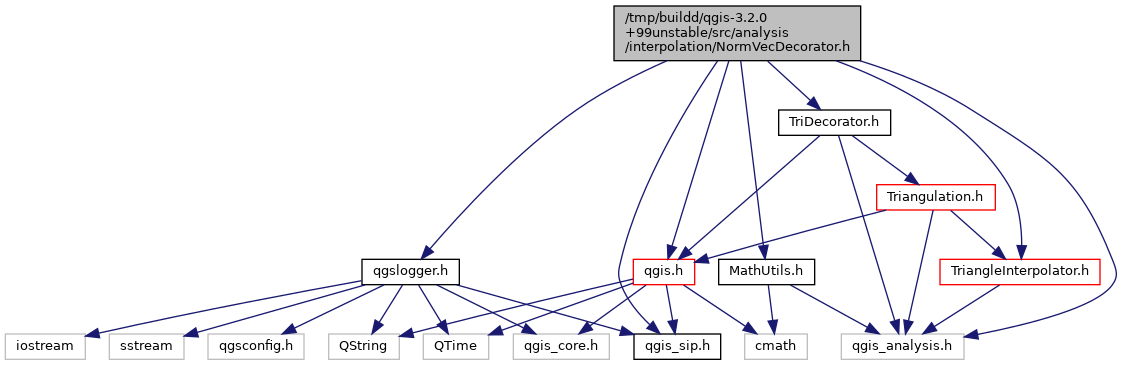 /tmp/buildd/qgis-3.2.0
+99unstable/src/analysis
/interpolation/NormVecDecorator.h
TriDecorator.h
Triangulation.h
qgslogger.h
qgis.h
MathUtils.h
TriangleInterpolator.h
iostream
sstream
qgsconfig.h
QString
QTime
qgis_core.h
qgis_sip.h
cmath
qgis_analysis.h